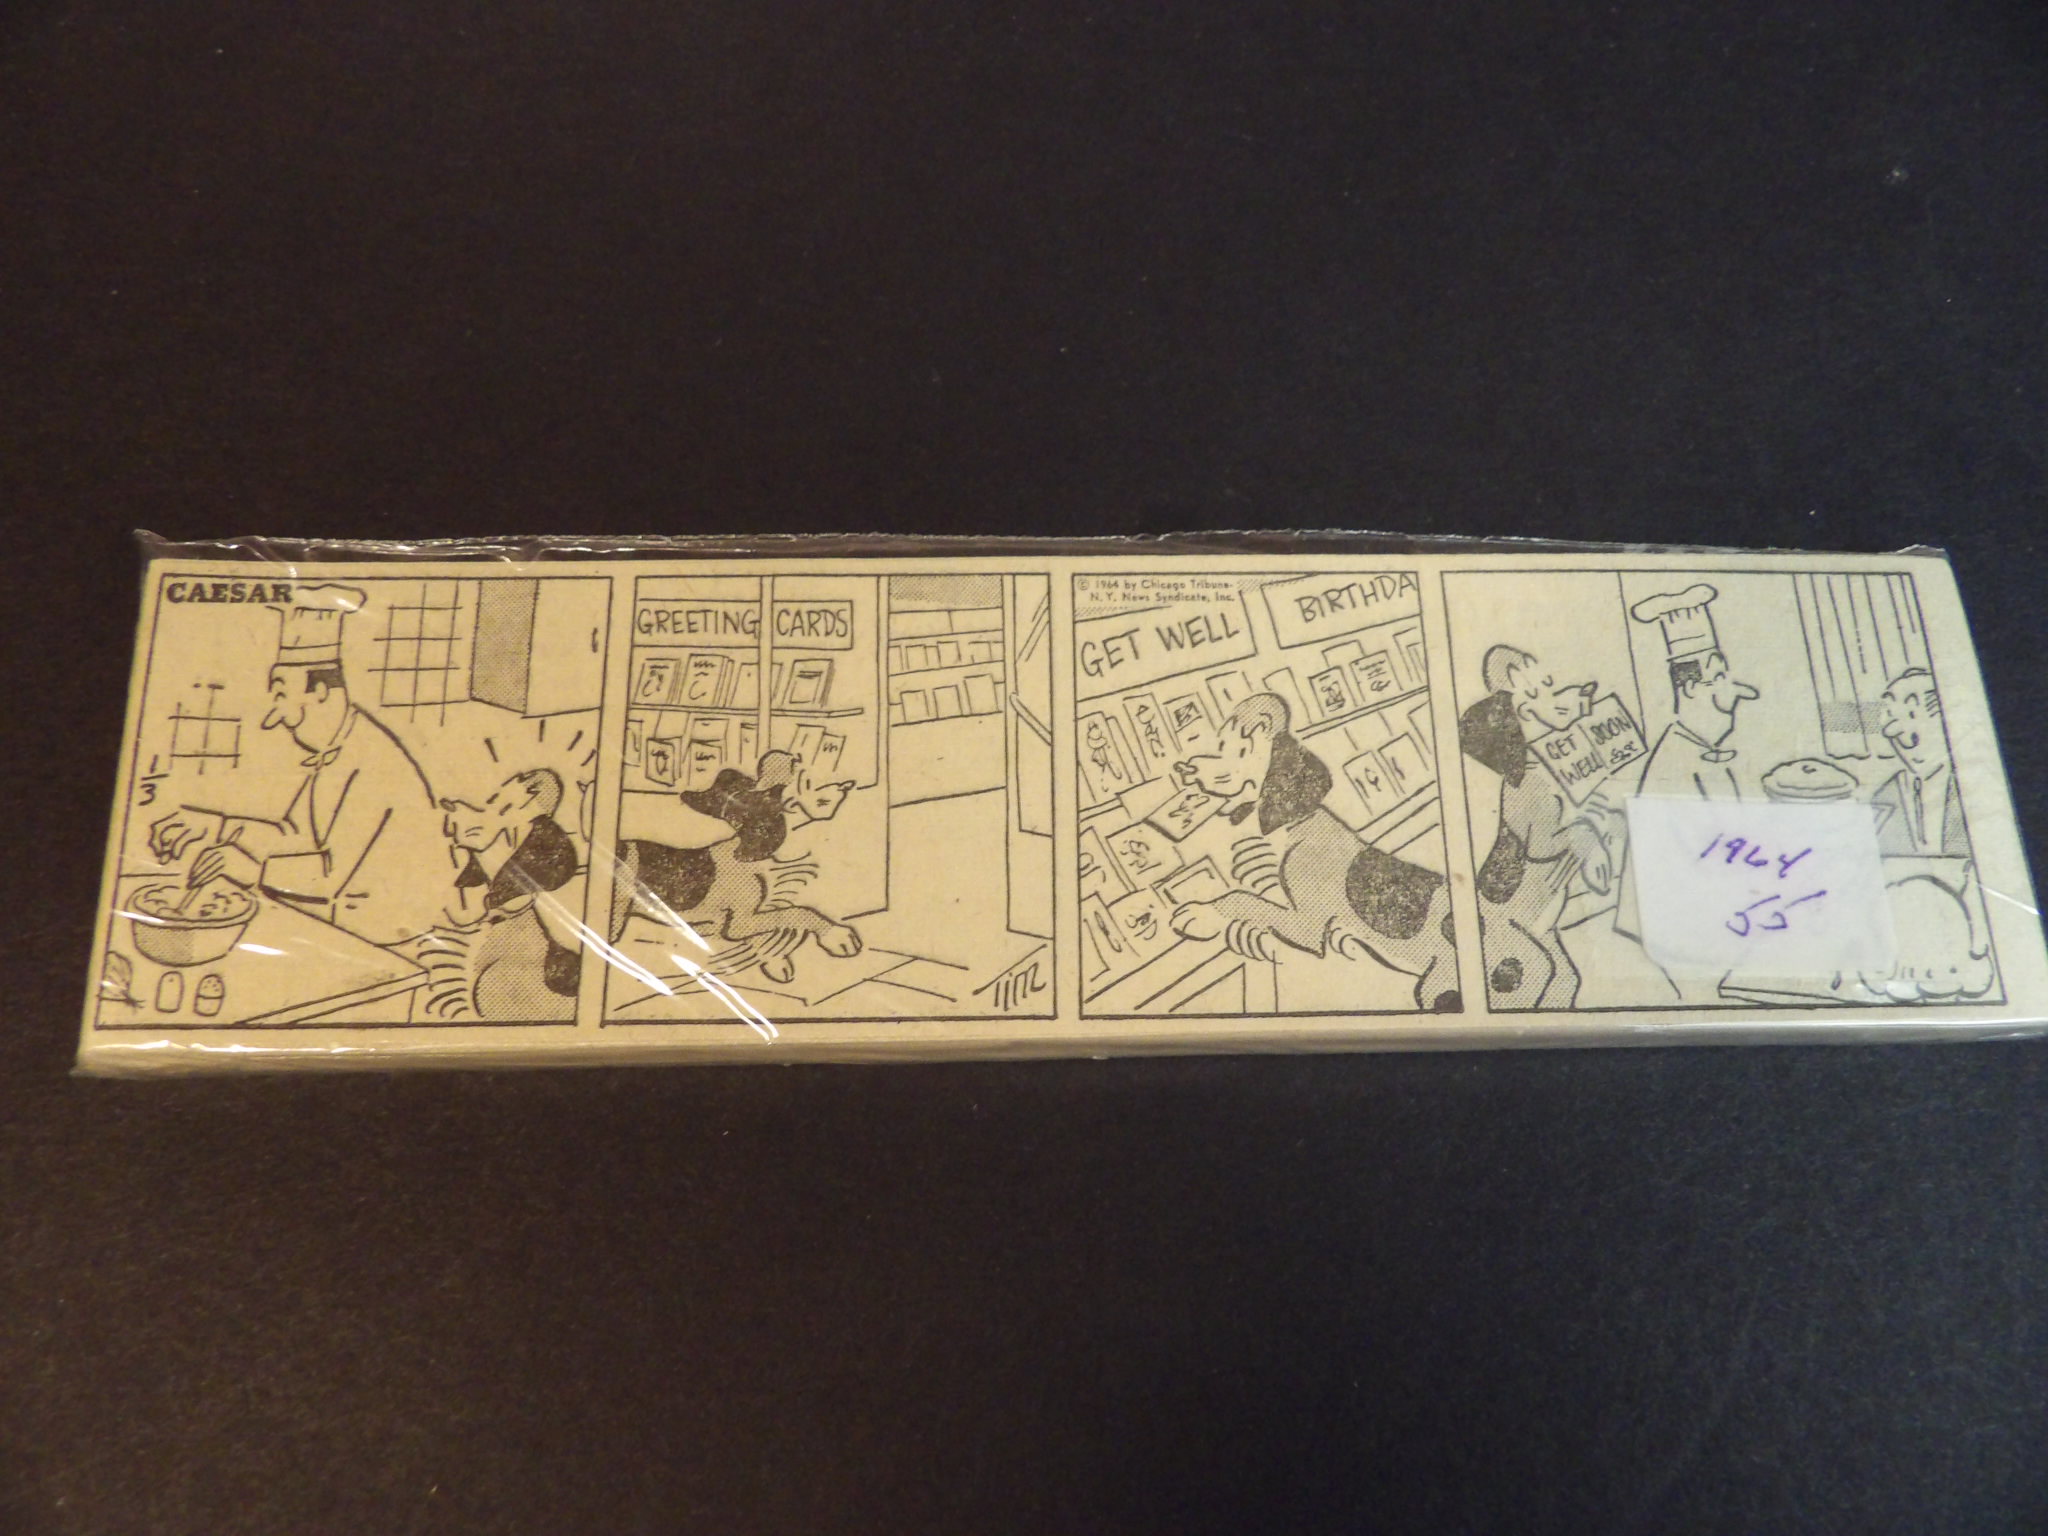 CAESAR
1/3
GREETING CARDS
© 1964 by Chicago Tribune-
N. Y. News Syndicate, Inc.
GET WELL
BIRTHDA
GET WELL
SOON
1964
55